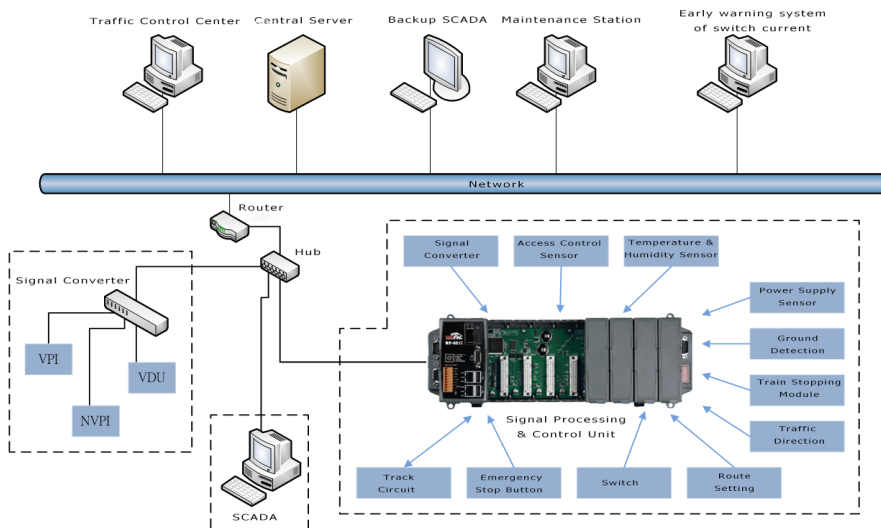 Traffic Control Center
Central Server
Backup SCADA
Maintenance Station
Early warning system
of switch current
Network
Router
Hub
Signal Converter
VPI
VDU
NVPI
SCADA
Signal
Converter
Access Control
Sensor
Temperature &
Humidity Sensor
Power Supply
Sensor
Ground
Detection
Train Stopping
Module
Traffic
Direction
Signal Processing
& Control Unit
Track
Circuit
Emergency
Stop Button
Switch
Route
Setting